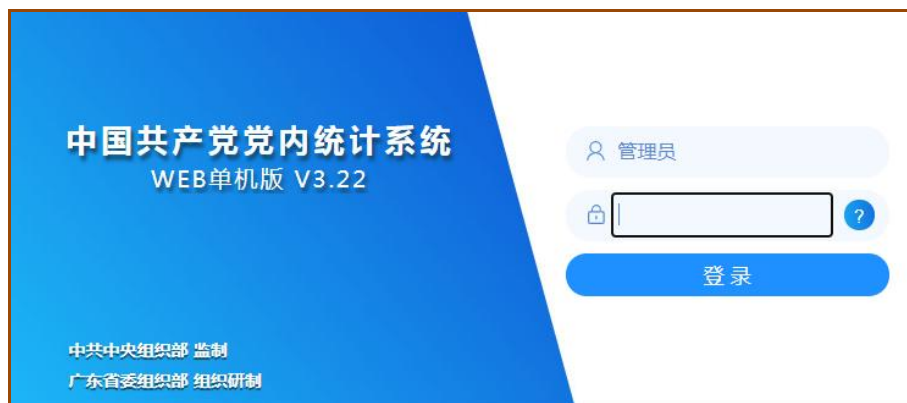 中国共产党党内统计系统
WEB单机版 V3.22
管理员
?
登录
中共中央组织部 监制
广东省委组织部 组织研制